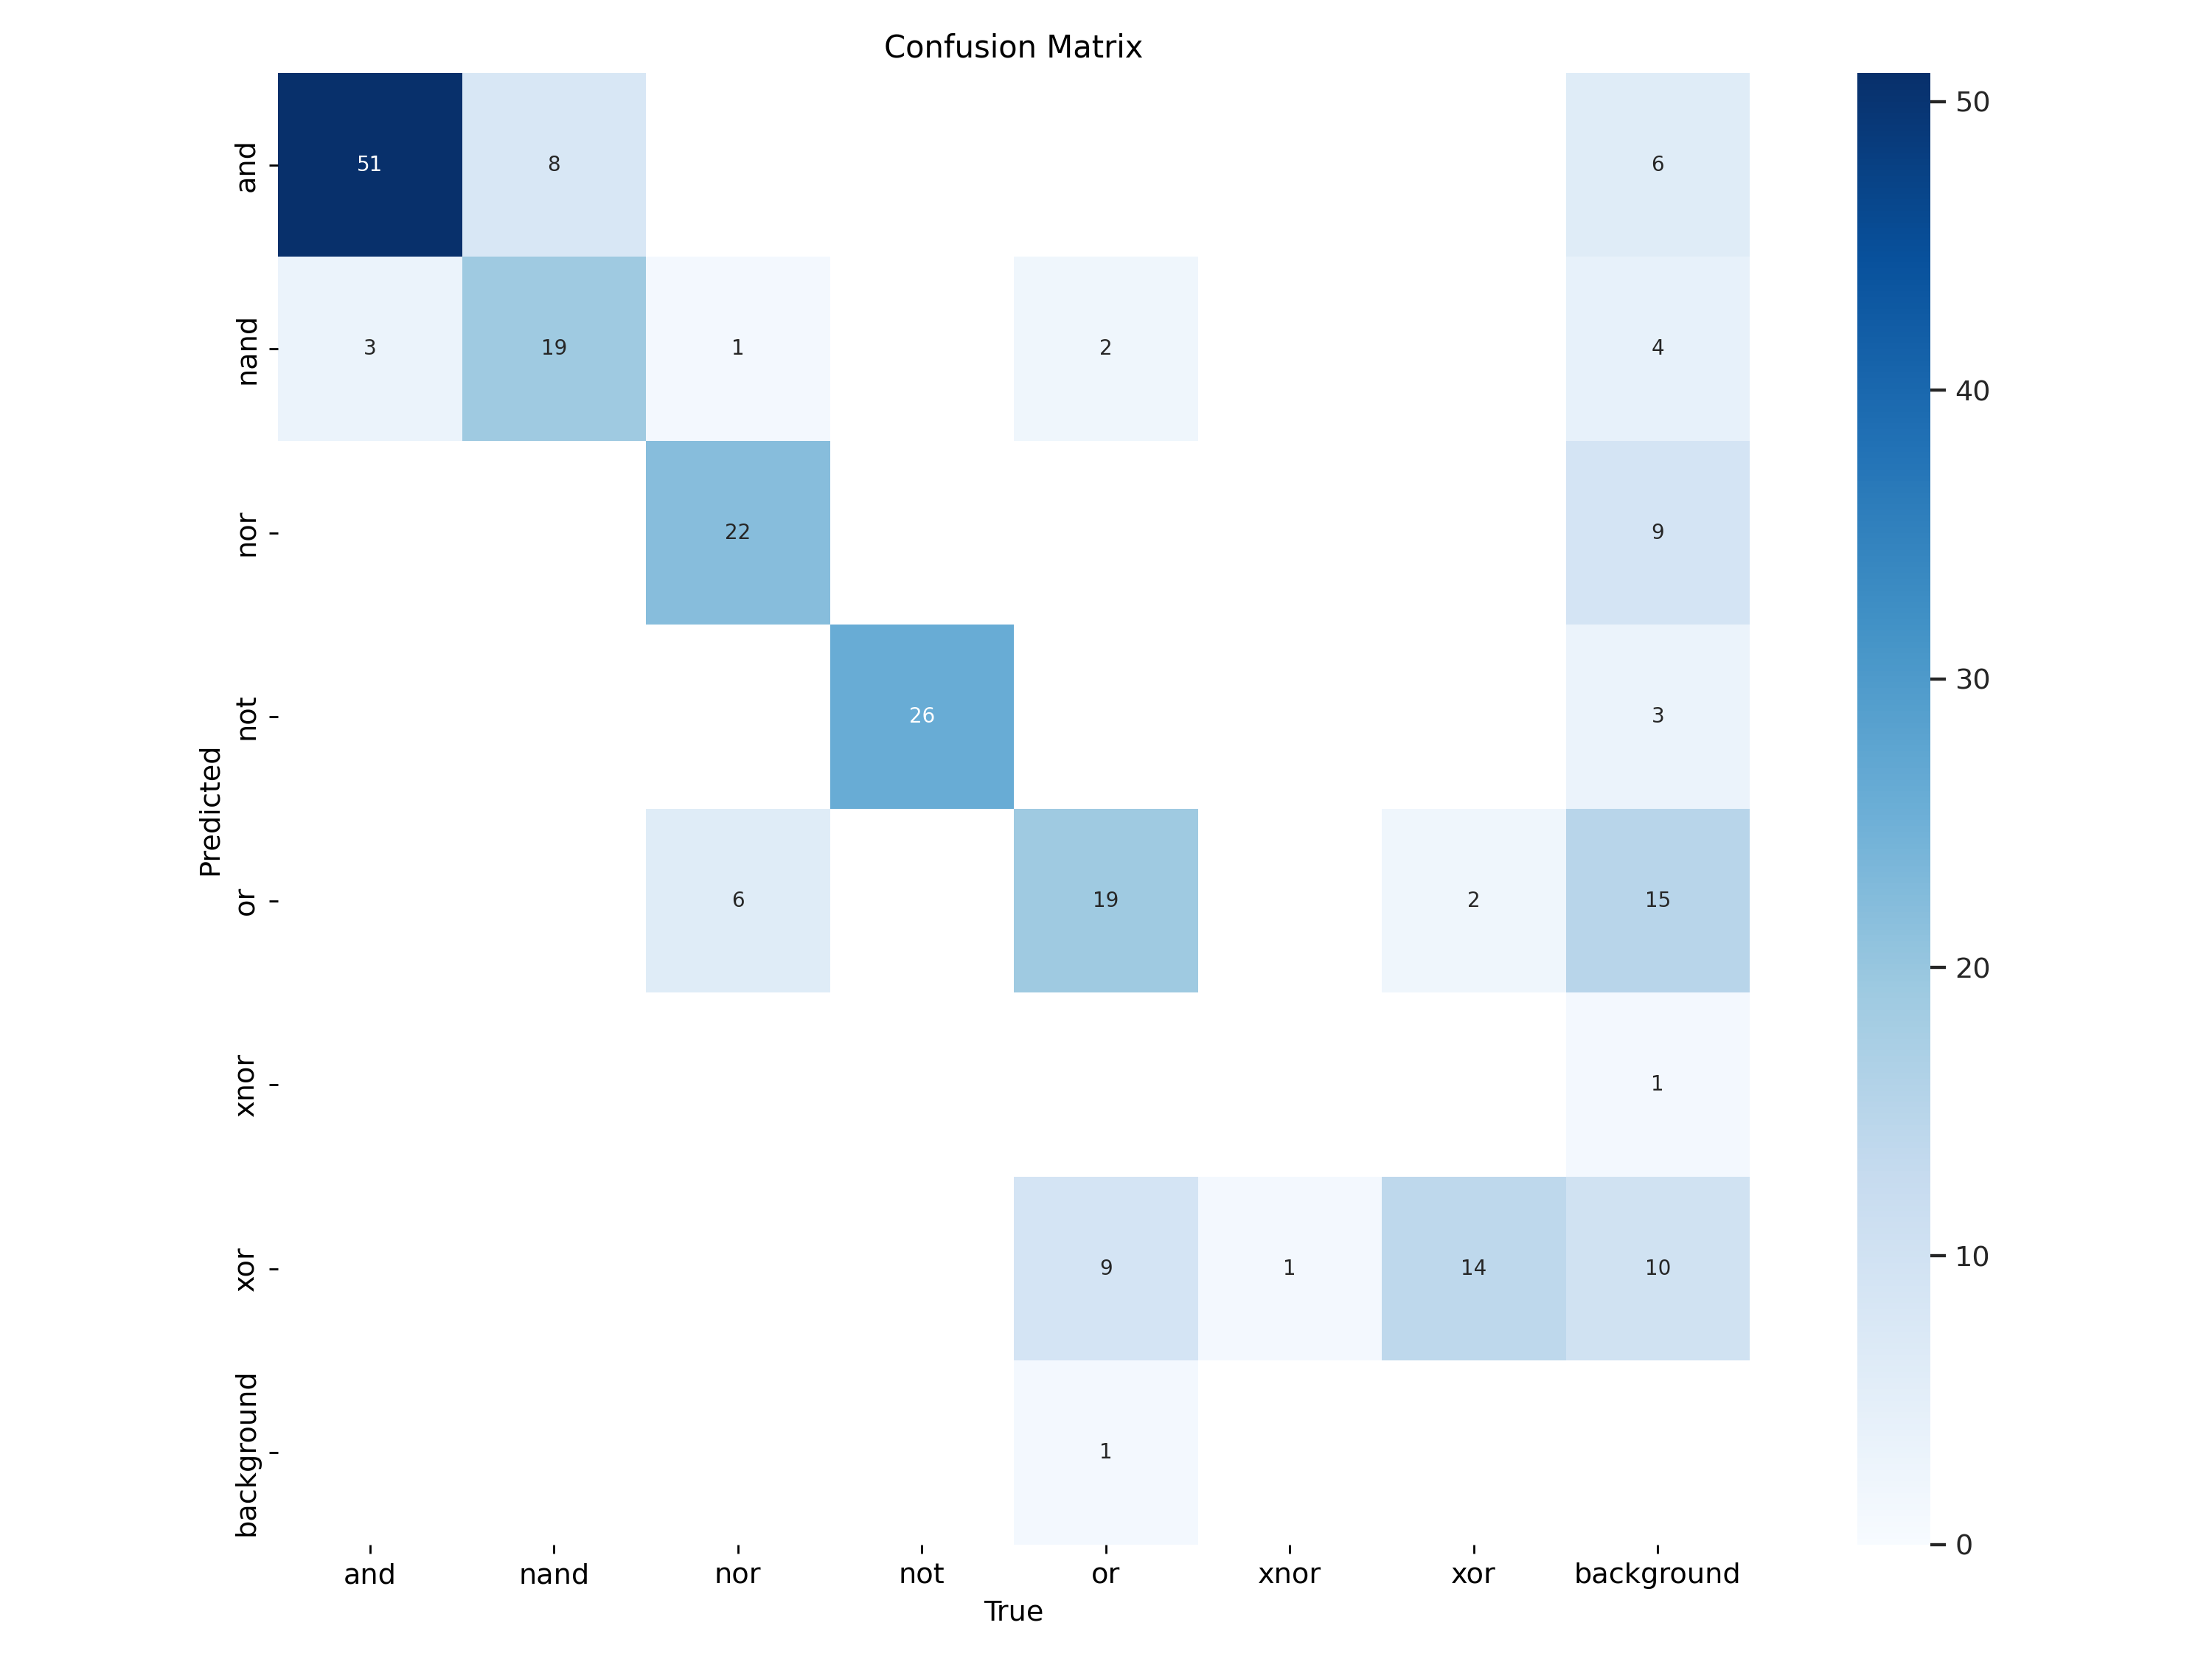 Confusion Matrix
and 51 8 6
nand 3 19 1 2 4
nor 22 9
not 26 3
or 6 19 2 15
xnor 1
xor 9 1 14 10
background 1
Predicted
and nand nor not or xnor xor background
True
50
40
30
20
10
0